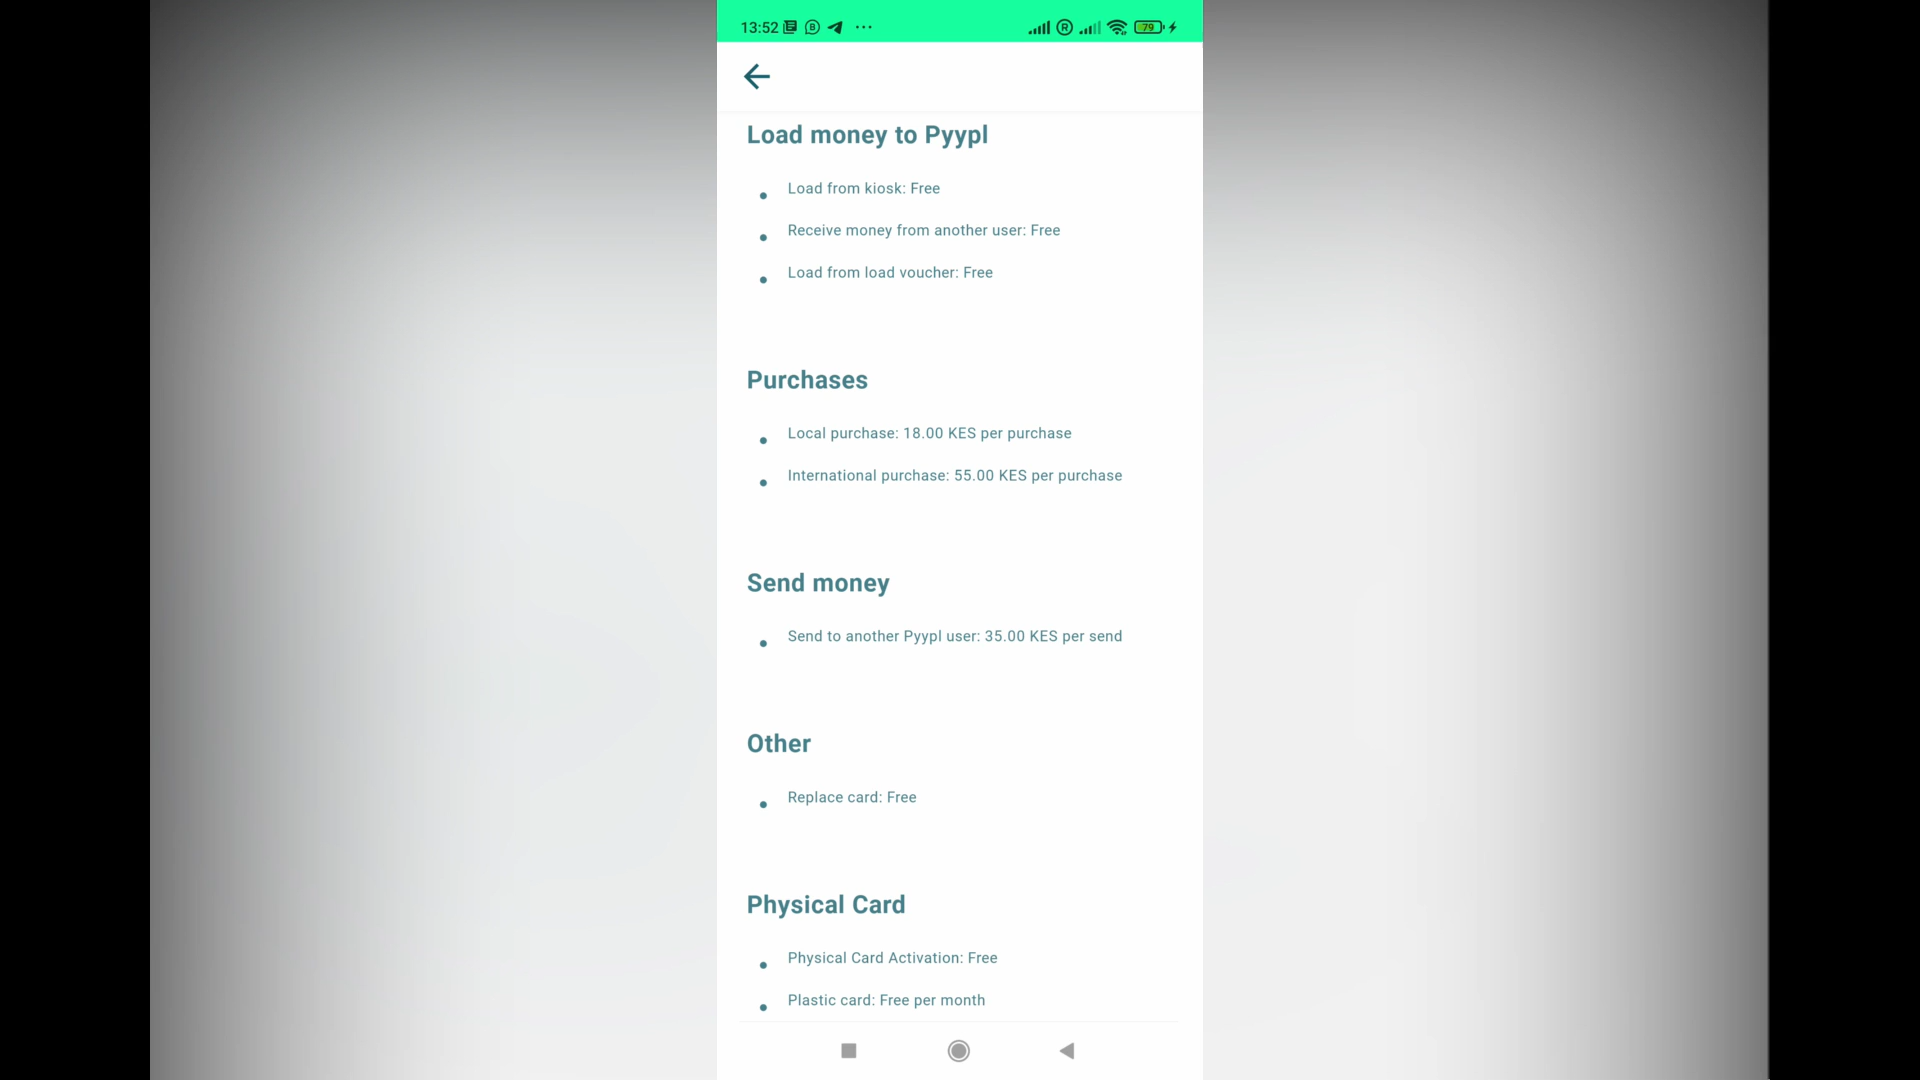 13:52
79
Load money to Pyypl
Load from kiosk: Free
Receive money from another user: Free
Load from load voucher: Free
Purchases
Local purchase: 18.00 KES per purchase
International purchase: 55.00 KES per purchase
Send money
Send to another Pyypl user: 35.00 KES per send
Other
Replace card: Free
Physical Card
Physical Card Activation: Free
Plastic card: Free per month